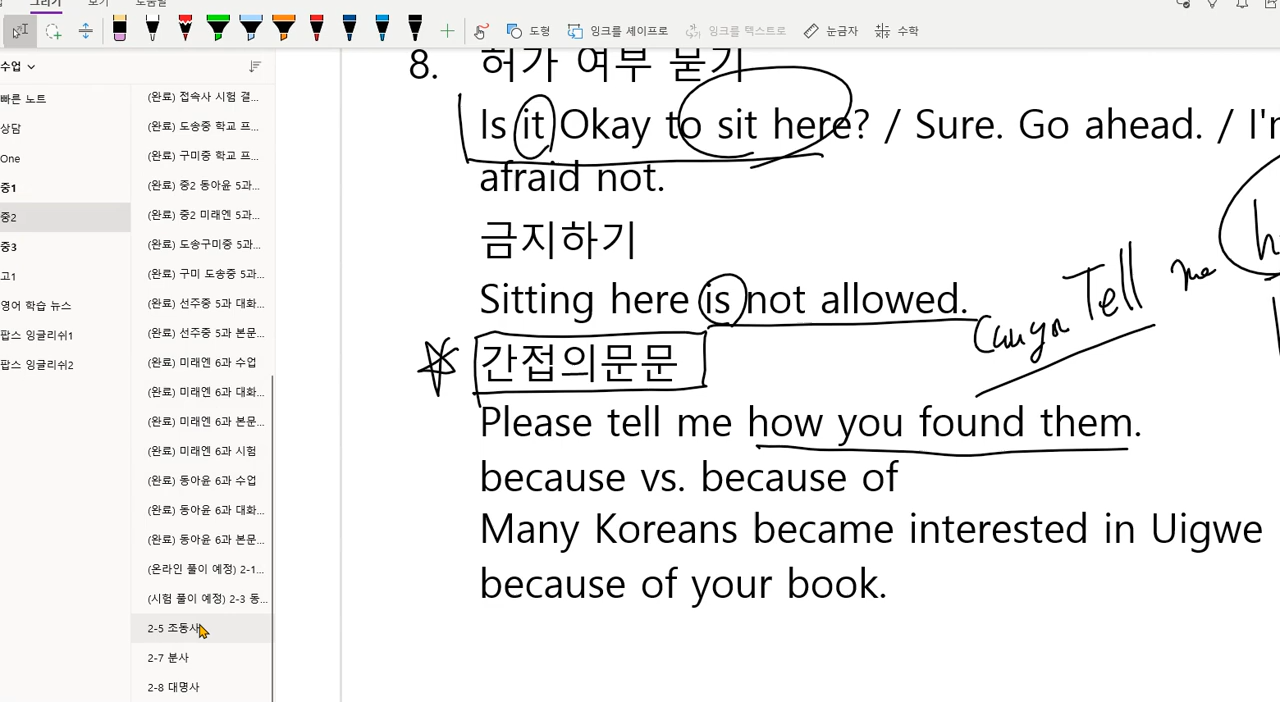 그리기 보기 도움말
도형 잉크를 셰이프로 잉크를 텍스트로 눈금자 수학
수업
빠른 노트
상담
One
중1
중2
중3
고1
영어 학습 뉴스
팝스 잉글리쉬1
팝스 잉글리쉬2
(완료) 접속사 시험 결...
(완료) 도송중 학교 프...
(완료) 구미중 학교 프...
(완료) 중2 동아윤 5과...
(완료) 중2 미래엔 5과...
(완료) 도송구미중 5과...
(완료) 구미 도송중 5과...
(완료) 선주중 5과 대화...
(완료) 선주중 5과 본문...
(완료) 미래엔 6과 수업
(완료) 미래엔 6과 대화...
(완료) 미래엔 6과 본문...
(완료) 미래엔 6과 시험
(완료) 동아윤 6과 수업
(완료) 동아윤 6과 대화...
(완료) 동아윤 6과 본문...
(온라인 풀이 예정) 2-1...
(시험 풀이 예정) 2-3 동...
2-5 조동사
2-7 분사
2-8 대명사
8. 허가 여부 묻기
Is it Okay to sit here? / Sure. Go ahead. / I'm
afraid not.
금지하기
Sitting here is not allowed.
Can you Tell me
간접의문문
Please tell me how you found them.
because vs. because of
Many Koreans became interested in Uigwe
because of your book.